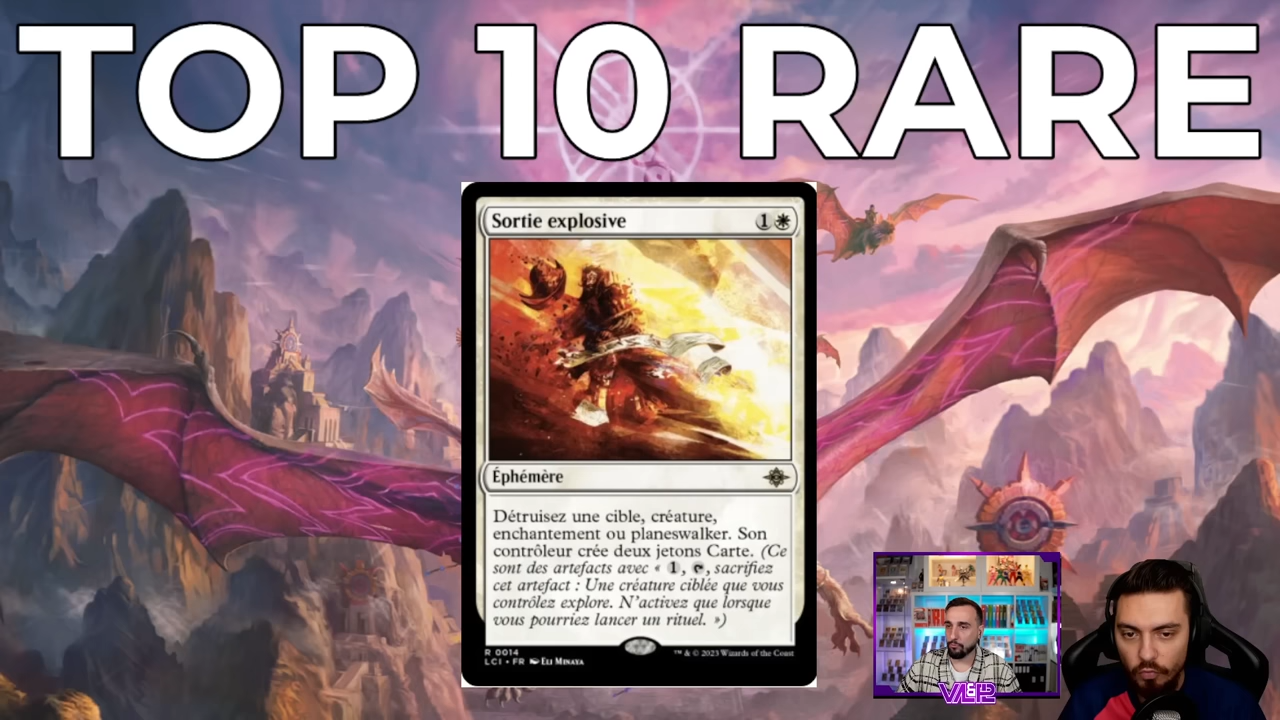 TOP 10 RARE
Sortie explosive 1
Éphémère
Détruisez une cible, créature,
enchantement ou planeswalker. Son
contrôleur crée deux jetons Carte. (Ce
sont des artefacts avec « 1, , sacrifiez
cet artefact : Une créature ciblée que vous
contrôlez explore. N'activez que lorsque
vous pourriez lancer un rituel. »)
R 0014
LCI • FR Eli Minaya
™ & © 2023 Wizards of the Coast